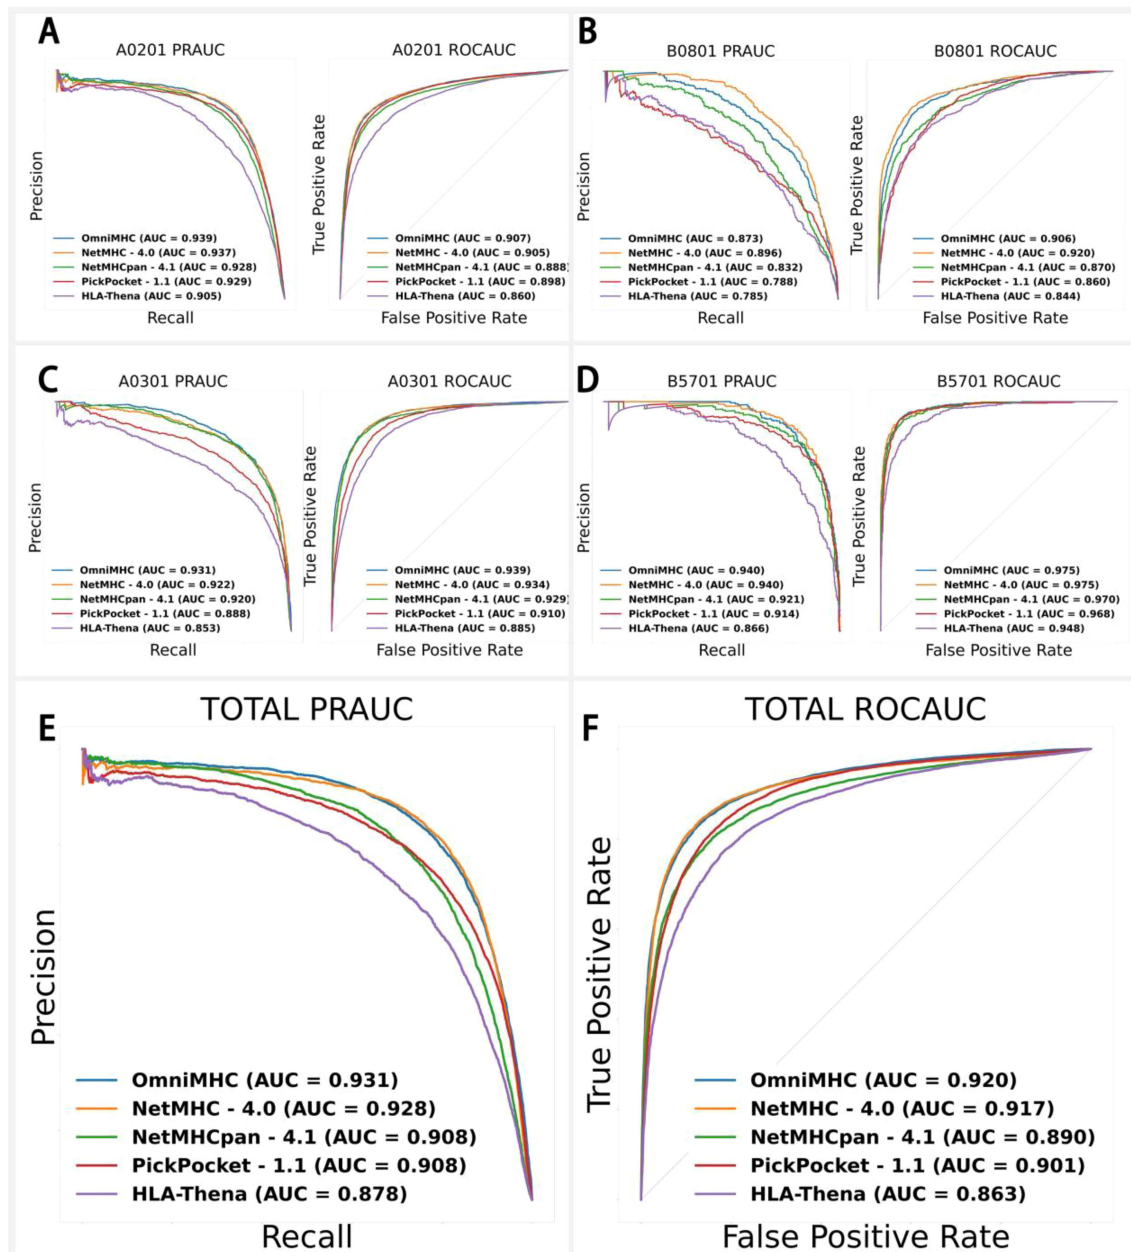 A
A0201 PRAUC
Precision
OmniMHC (AUC = 0.939)
NetMHC - 4.0 (AUC = 0.937)
NetMHCpan - 4.1 (AUC = 0.928)
PickPocket - 1.1 (AUC = 0.929)
HLA-Thena (AUC = 0.905)
Recall
A0201 ROCAUC
True Positive Rate
OmniMHC (AUC = 0.907)
NetMHC - 4.0 (AUC = 0.905)
NetMHCpan - 4.1 (AUC = 0.888)
PickPocket - 1.1 (AUC = 0.898)
HLA-Thena (AUC = 0.860)
False Positive Rate
B
B0801 PRAUC
Precision
OmniMHC (AUC = 0.873)
NetMHC - 4.0 (AUC = 0.896)
NetMHCpan - 4.1 (AUC = 0.832)
PickPocket - 1.1 (AUC = 0.788)
HLA-Thena (AUC = 0.785)
Recall
B0801 ROCAUC
True Positive Rate
OmniMHC (AUC = 0.906)
NetMHC - 4.0 (AUC = 0.920)
NetMHCpan - 4.1 (AUC = 0.870)
PickPocket - 1.1 (AUC = 0.860)
HLA-Thena (AUC = 0.844)
False Positive Rate
C
A0301 PRAUC
Precision
OmniMHC (AUC = 0.931)
NetMHC - 4.0 (AUC = 0.922)
NetMHCpan - 4.1 (AUC = 0.920)
PickPocket - 1.1 (AUC = 0.888)
HLA-Thena (AUC = 0.853)
Recall
A0301 ROCAUC
True Positive Rate
OmniMHC (AUC = 0.939)
NetMHC - 4.0 (AUC = 0.934)
NetMHCpan - 4.1 (AUC = 0.929)
PickPocket - 1.1 (AUC = 0.910)
HLA-Thena (AUC = 0.885)
False Positive Rate
D
B5701 PRAUC
Precision
OmniMHC (AUC = 0.940)
NetMHC - 4.0 (AUC = 0.940)
NetMHCpan - 4.1 (AUC = 0.921)
PickPocket - 1.1 (AUC = 0.914)
HLA-Thena (AUC = 0.866)
Recall
B5701 ROCAUC
True Positive Rate
OmniMHC (AUC = 0.975)
NetMHC - 4.0 (AUC = 0.975)
NetMHCpan - 4.1 (AUC = 0.970)
PickPocket - 1.1 (AUC = 0.968)
HLA-Thena (AUC = 0.948)
False Positive Rate
E
TOTAL PRAUC
Precision
OmniMHC (AUC = 0.931)
NetMHC - 4.0 (AUC = 0.928)
NetMHCpan - 4.1 (AUC = 0.908)
PickPocket - 1.1 (AUC = 0.908)
HLA-Thena (AUC = 0.878)
Recall
F
TOTAL ROCAUC
True Positive Rate
OmniMHC (AUC = 0.920)
NetMHC - 4.0 (AUC = 0.917)
NetMHCpan - 4.1 (AUC = 0.890)
PickPocket - 1.1 (AUC = 0.901)
HLA-Thena (AUC = 0.863)
False Positive Rate